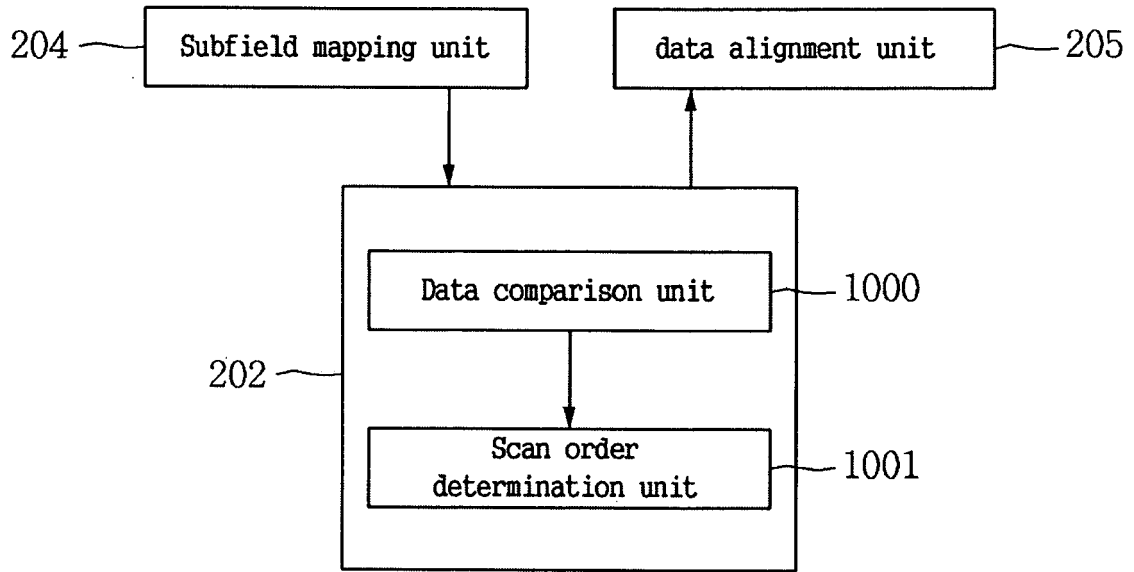 204
Subfield mapping unit
data alignment unit
205
Data comparison unit
1000
202
Scan order
determination unit
1001